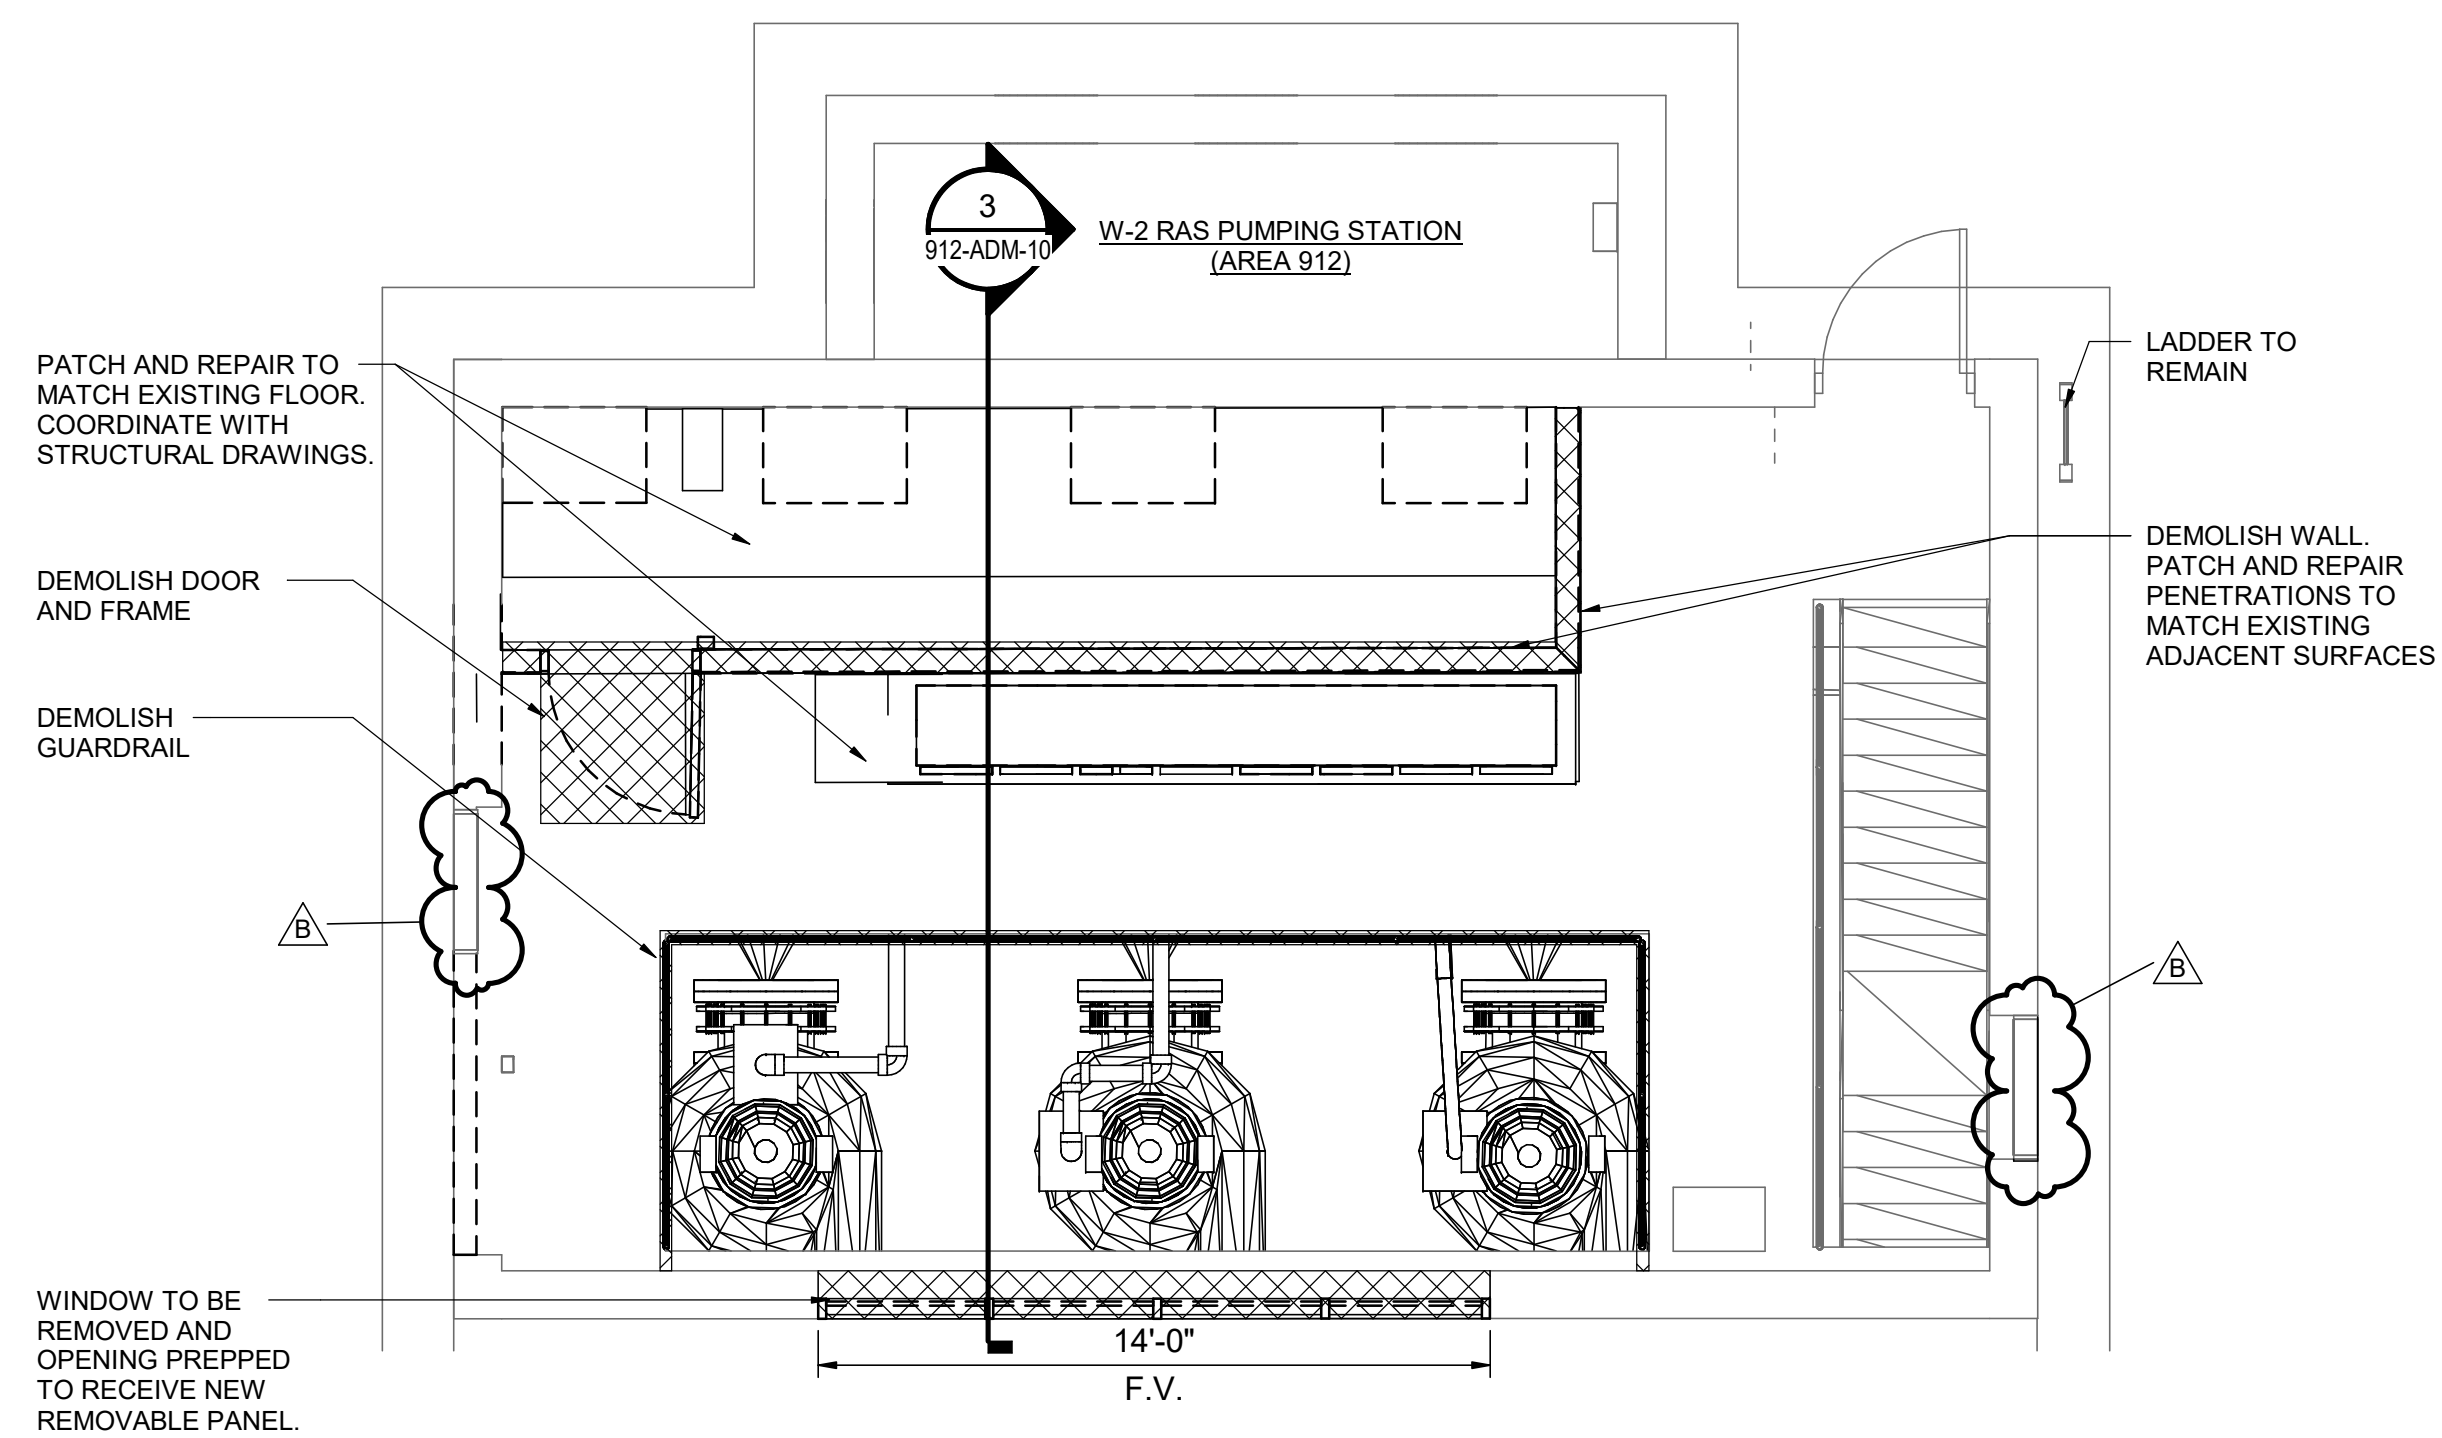 3
912-ADM-10
W-2 RAS PUMPING STATION
(AREA 912)
PATCH AND REPAIR TO
MATCH EXISTING FLOOR.
COORDINATE WITH
STRUCTURAL DRAWINGS.
LADDER TO
REMAIN
DEMOLISH WALL.
PATCH AND REPAIR
PENETRATIONS TO
MATCH EXISTING
ADJACENT SURFACES
DEMOLISH DOOR
AND FRAME
DEMOLISH
GUARDRAIL
B
B
WINDOW TO BE
REMOVED AND
OPENING PREPPED
TO RECEIVE NEW
REMOVABLE PANEL.
14'-0"
F.V.